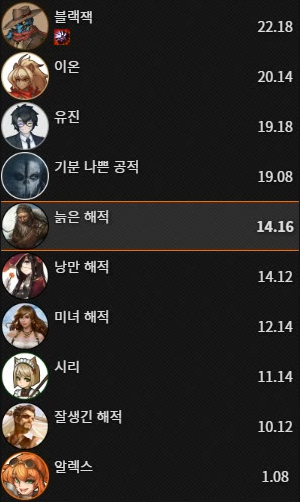 블랙잭
22.18
이온
20.14
유진
19.18
기분 나쁜 공적
19.08
늙은 해적
14.16
낭만 해적
14.12
미녀 해적
12.14
시리
11.14
잘생긴 해적
10.12
알렉스
1.08